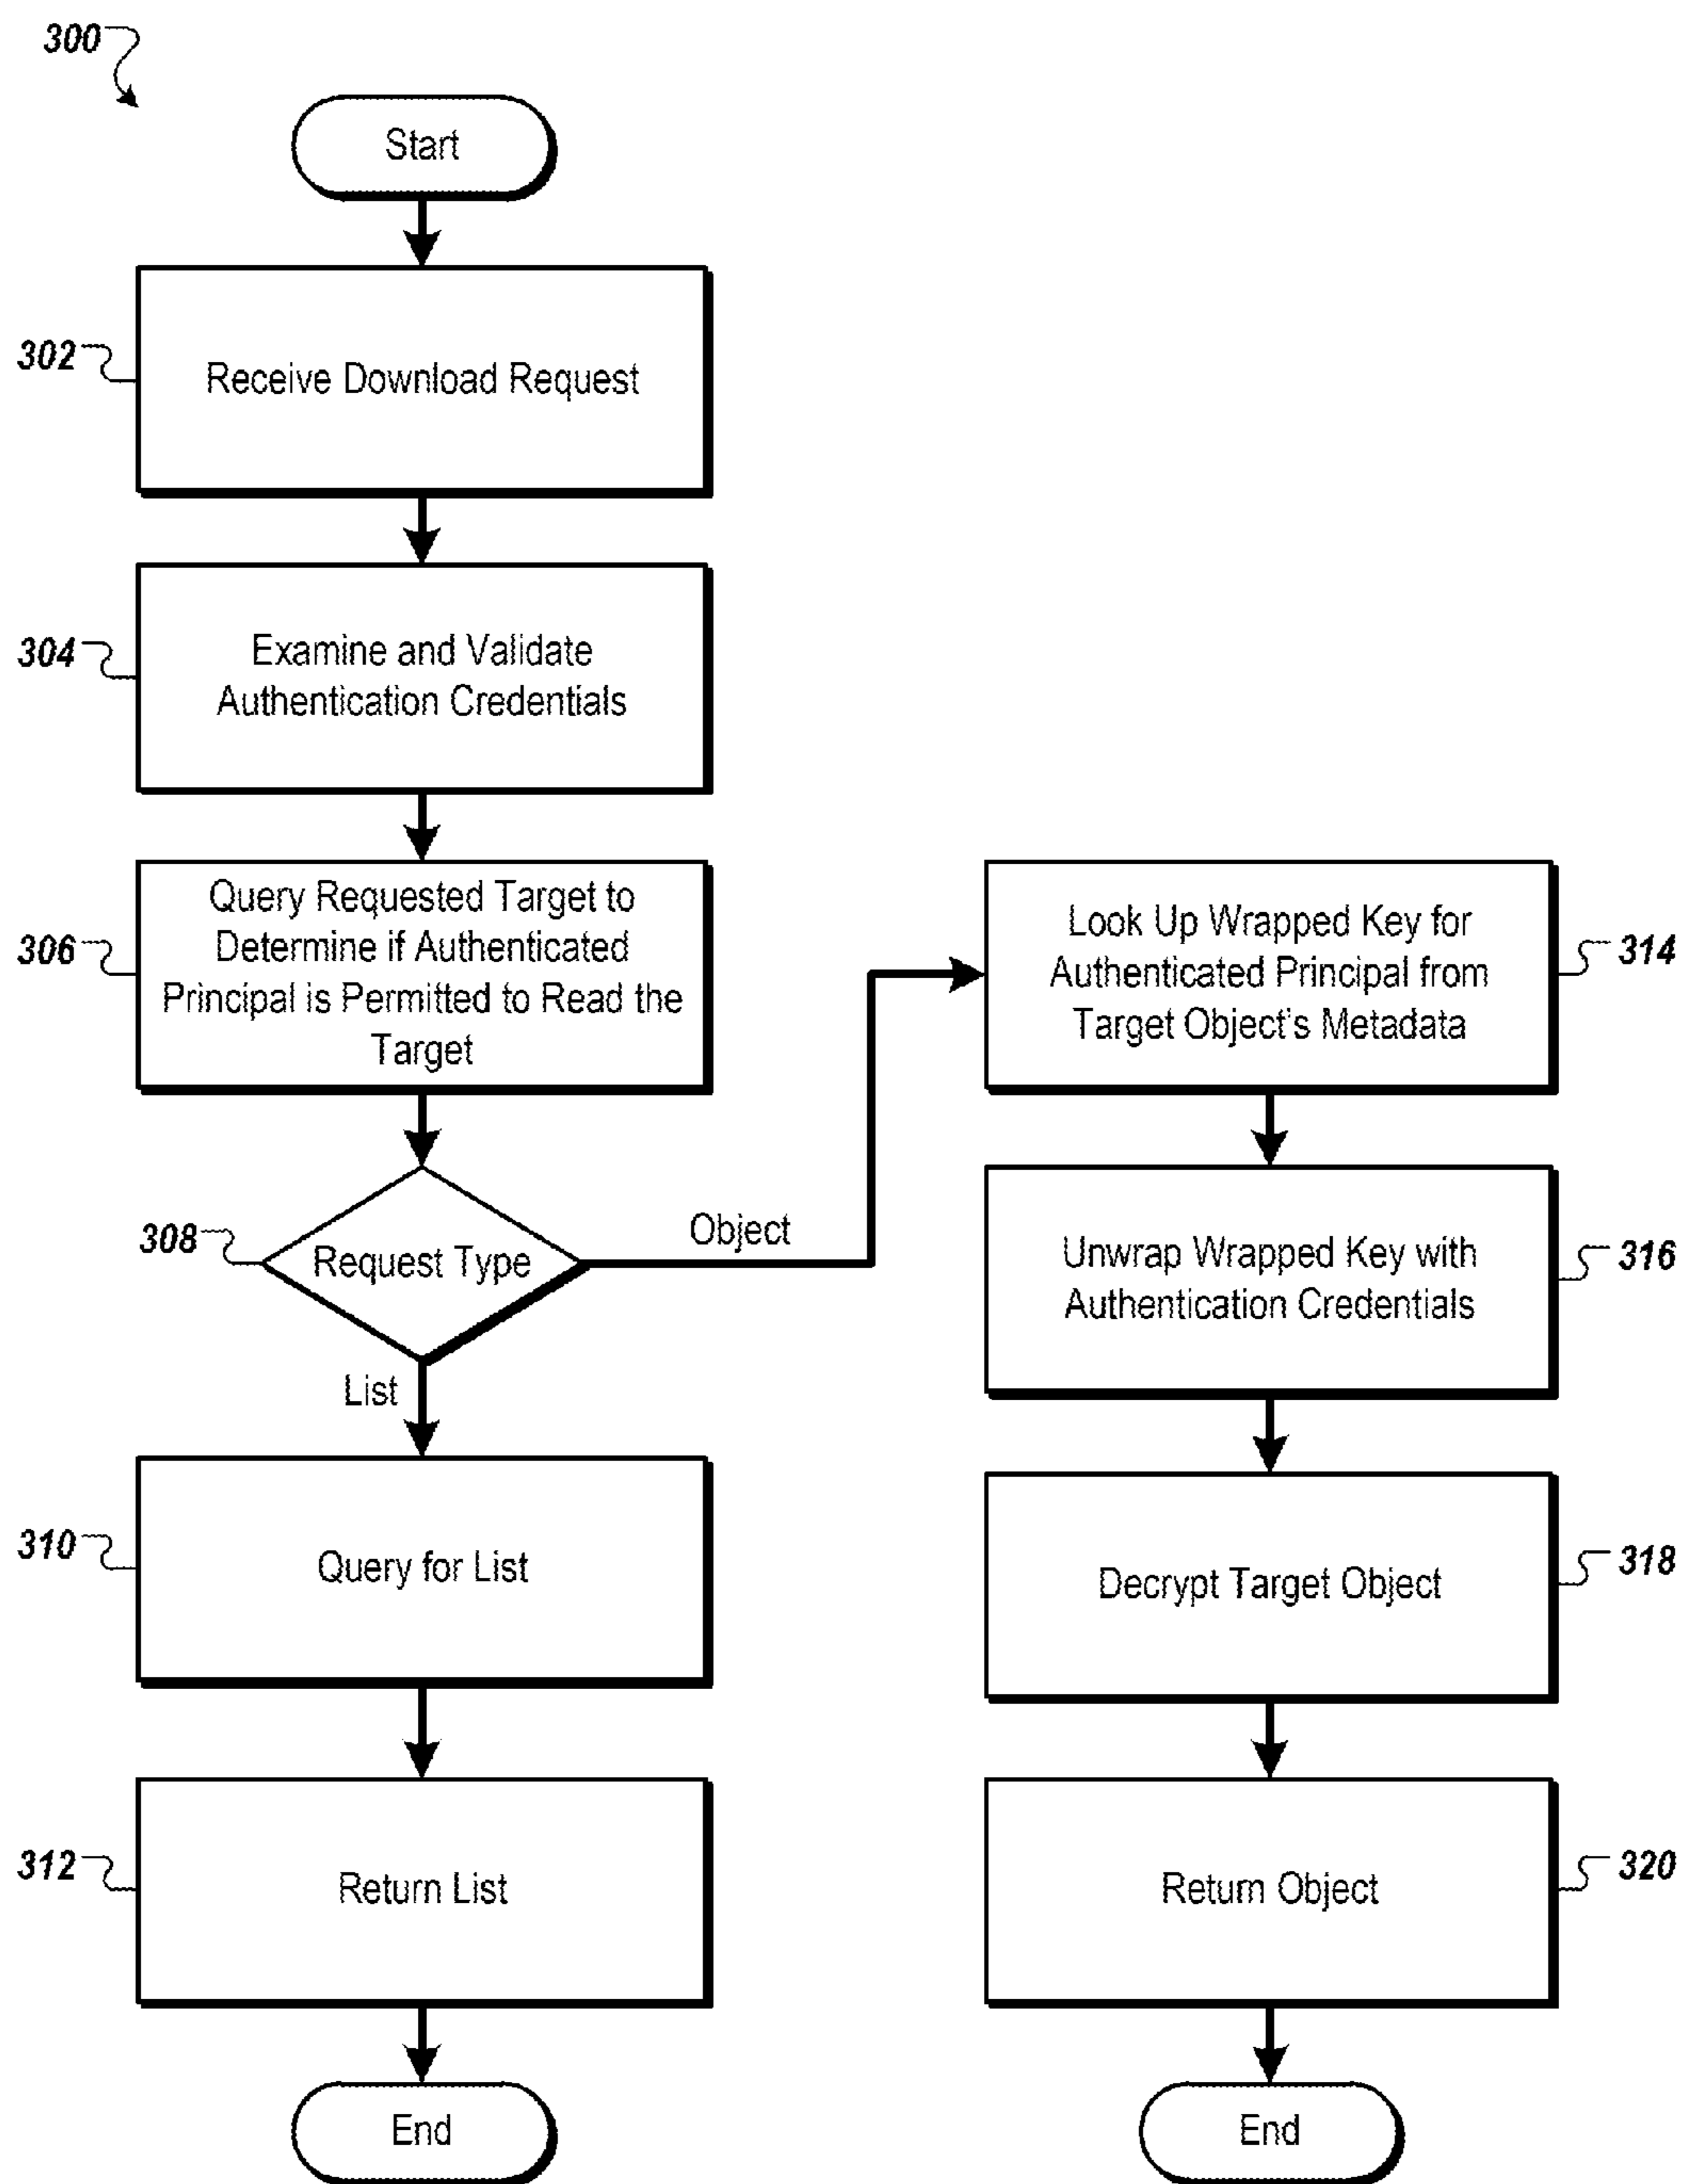 300
Start
302
Receive Download Request
304
Examine and Validate
Authentication Credentials
306
Query Requested Target to
Determine if Authenticated
Principal is Permitted to Read the
Target
308
Request Type
Object
List
310
Query for List
312
Return List
End
Look Up Wrapped Key for
Authenticated Principal from
Target Object's Metadata
314
Unwrap Wrapped Key with
Authentication Credentials
316
Decrypt Target Object
318
Return Object
320
End